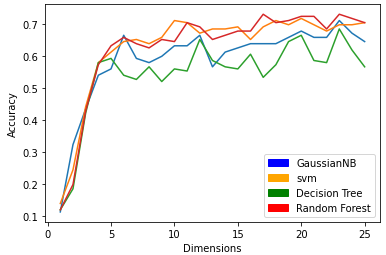 0.7
0.6
0.5
0.4
0.3
0.2
0.1
Accuracy
0 5 10 15 20 25
Dimensions
GaussianNB
svm
Decision Tree
Random Forest